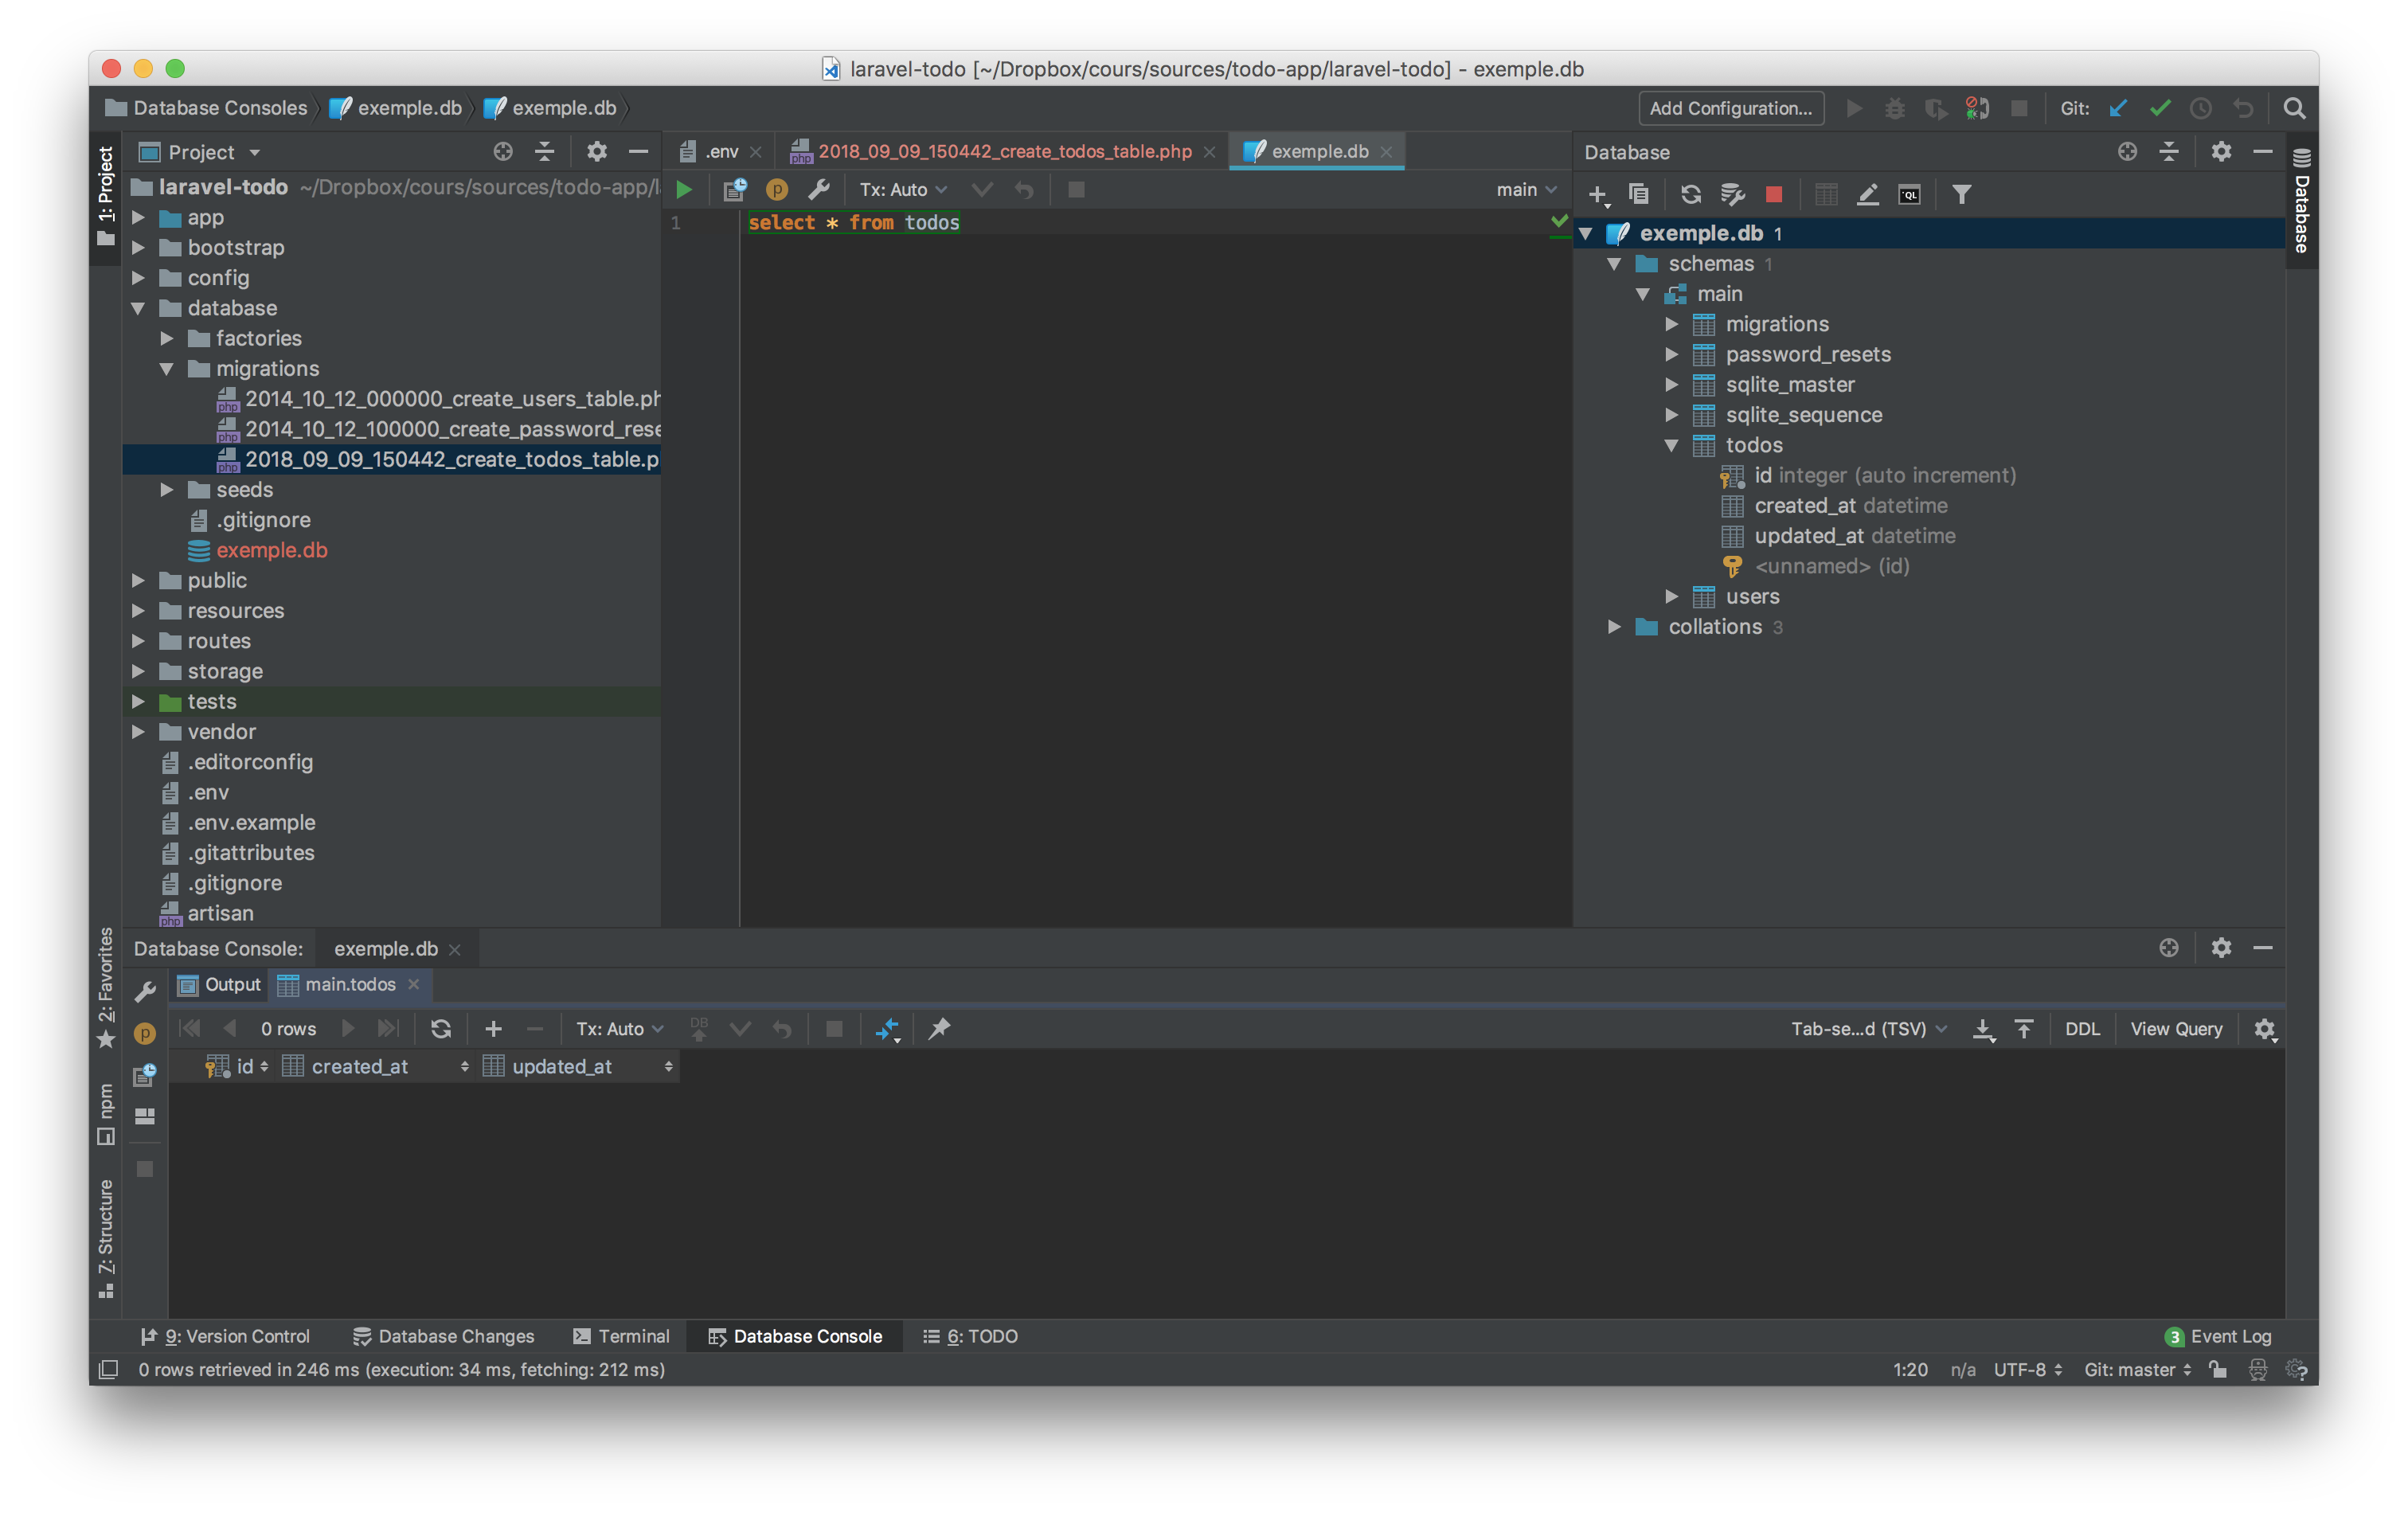 laravel-todo [~/Dropbox/cours/sources/todo-app/laravel-todo] - exemple.db
Database Consoles exemple.db exemple.db Add Configuration... Git:
1: Project
Project
laravel-todo ~/Dropbox/cours/sources/todo-app/l
app
bootstrap
config
database
factories
migrations
2014_10_12_000000_create_users_table.ph
2014_10_12_100000_create_password_rese
2018_09_09_150442_create_todos_table.p
seeds
.gitignore
exemple.db
public
resources
routes
storage
tests
vendor
.editorconfig
.env
.env.example
.gitattributes
.gitignore
artisan
.env 2018_09_09_150442_create_todos_table.php exemple.db
Tx: Auto main
1 select * from todos
Database
exemple.db 1
schemas 1
main
migrations
password_resets
sqlite_master
sqlite_sequence
todos
id integer (auto increment)
created_at datetime
updated_at datetime
<unnamed> (id)
users
collations 3
Database
2: Favorites
npm
7: Structure
Database Console: exemple.db
Output main.todos
0 rows Tx: Auto DB Tab-se...d (TSV) DDL View Query
id created_at updated_at
9: Version Control Database Changes Terminal Database Console 6: TODO 3 Event Log
0 rows retrieved in 246 ms (execution: 34 ms, fetching: 212 ms) 1:20 n/a UTF-8 Git: master